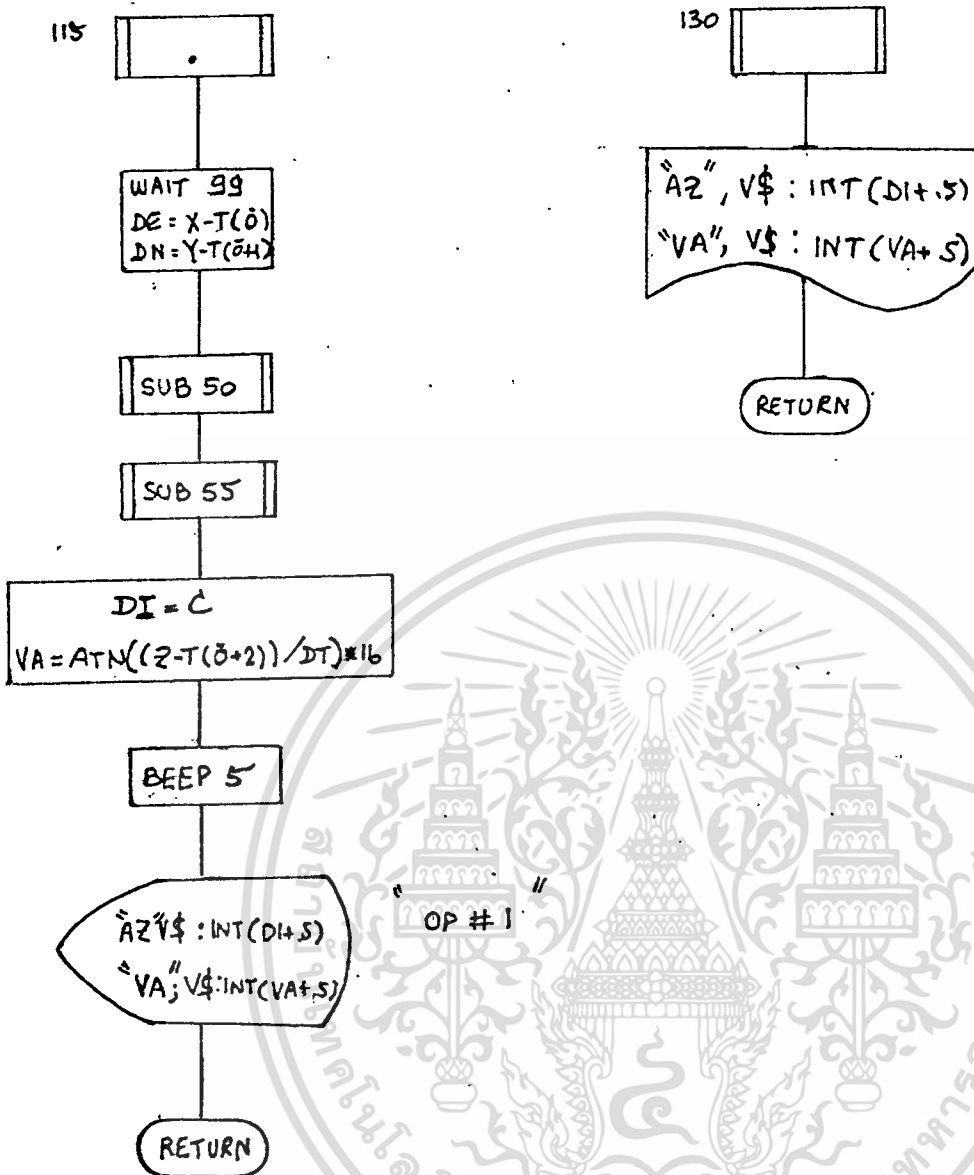 115
WAIT 99
DE = X-T(Ō)
DN = Y-T(Ō+1)
SUB 50
SUB 55
DI = C
VA = ATN((Z-T(Ō+2))/DT)*16
BEEP 5
"AZ" V$ : INT(DI+.5)
"VA"; V$: INT(VA+.5)
RETURN
" "
OP # 1
130
"AZ", V$ : INT(DI+.5)
"VA", V$ : INT(VA+.5)
RETURN